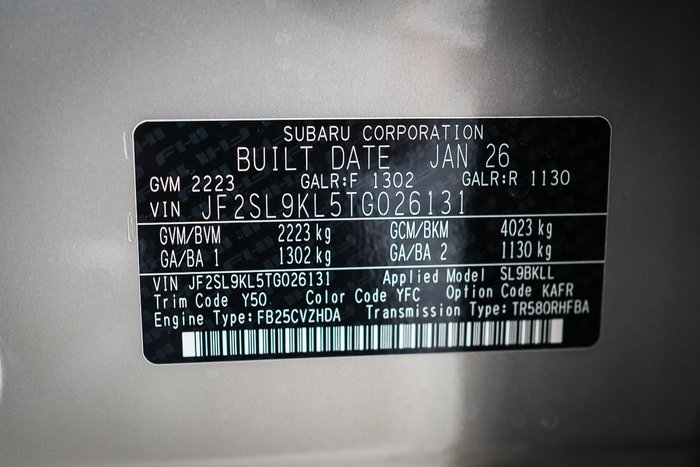 SUBARU CORPORATION
BUILT DATE JAN 26
GVM 2223 GALR:F 1302 GALR:R 1130
VIN JF2SL9KL5TG026131
GVM/BVM 2223 kg GCM/BKM 4023 kg
GA/BA 1 1302 kg GA/BA 2 1130 kg
VIN JF2SL9KL5TG026131 Applied Model SL9BKLL
Trim Code Y50 Color Code YFC Option Code KAFR
Engine Type:FB25CVZHDA Transmission Type:TR580RHFBA